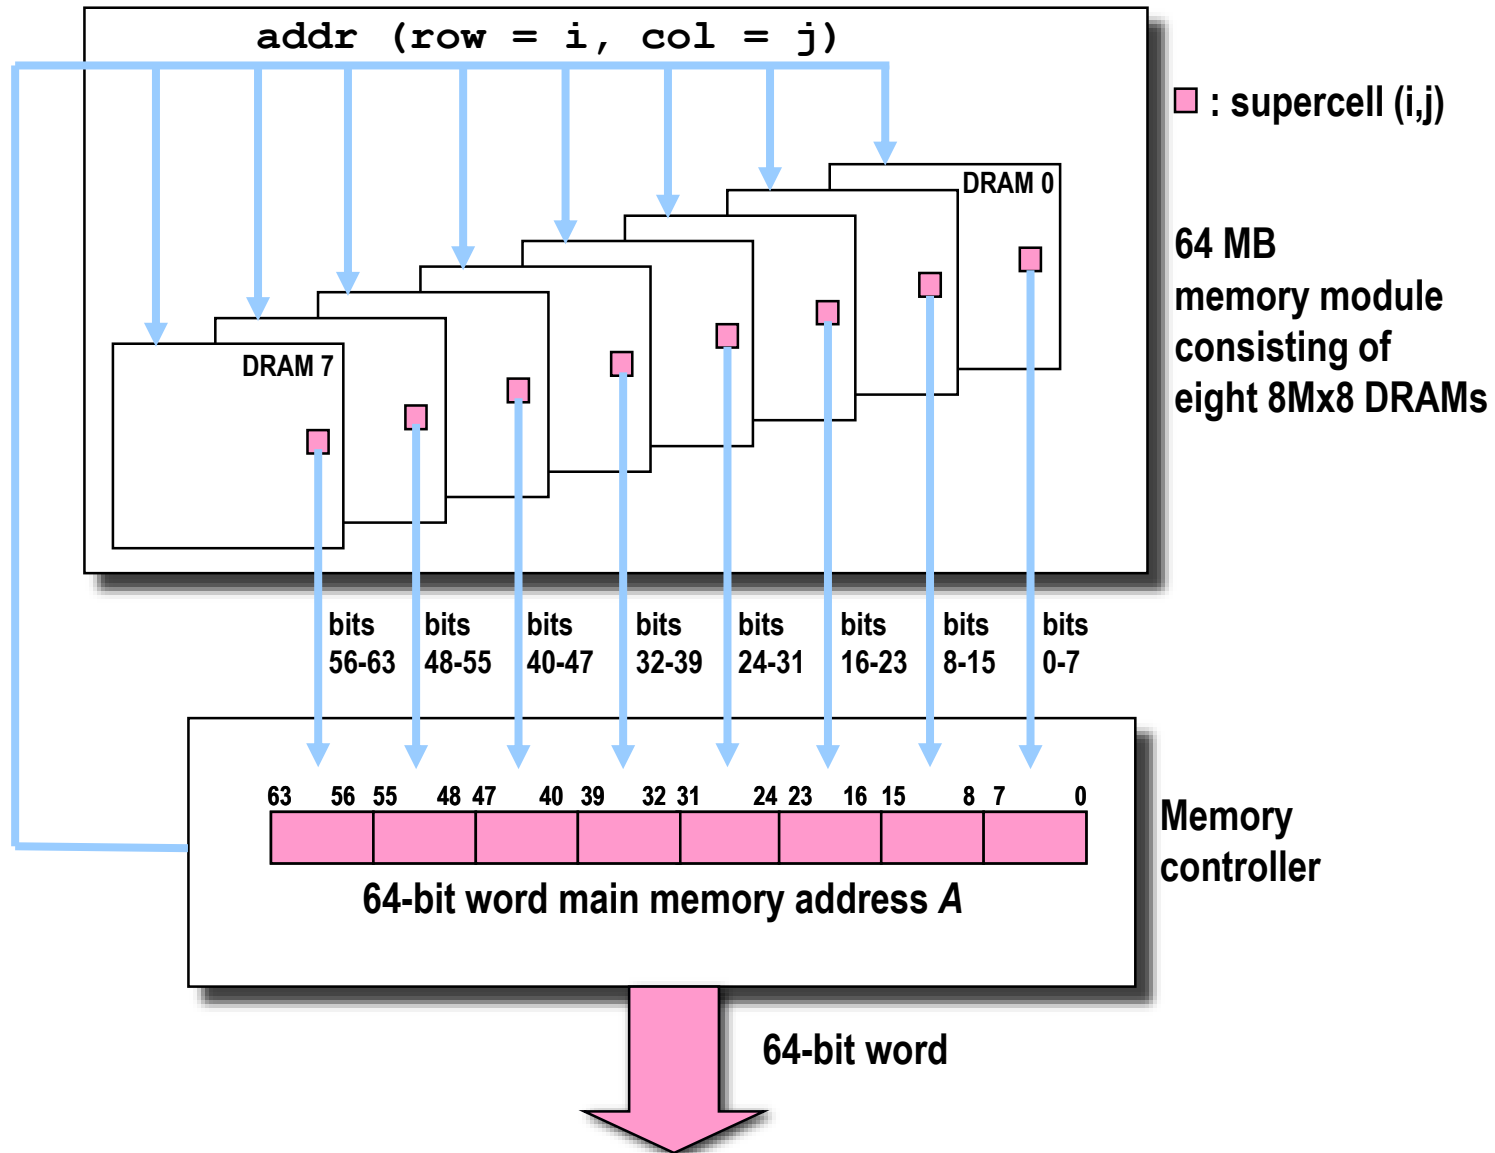 addr (row = i, col = j)
: supercell (i,j)
DRAM 0
64 MB
memory module
consisting of
eight 8Mx8 DRAMs
DRAM 7
bits
56-63
bits
48-55
bits
40-47
bits
32-39
bits
24-31
bits
16-23
bits
8-15
bits
0-7
63 56 55 48 47 40 39 32 31 24 23 16 15 8 7 0
Memory
controller
64-bit word main memory address A
64-bit word